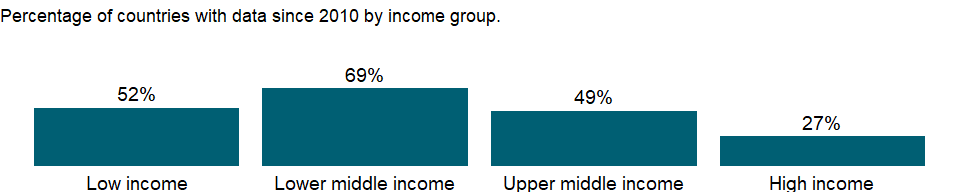 Percentage of countries with data since 2010 by income group.
52%
69%
49%
27%
Low income
Lower middle income
Upper middle income
High income